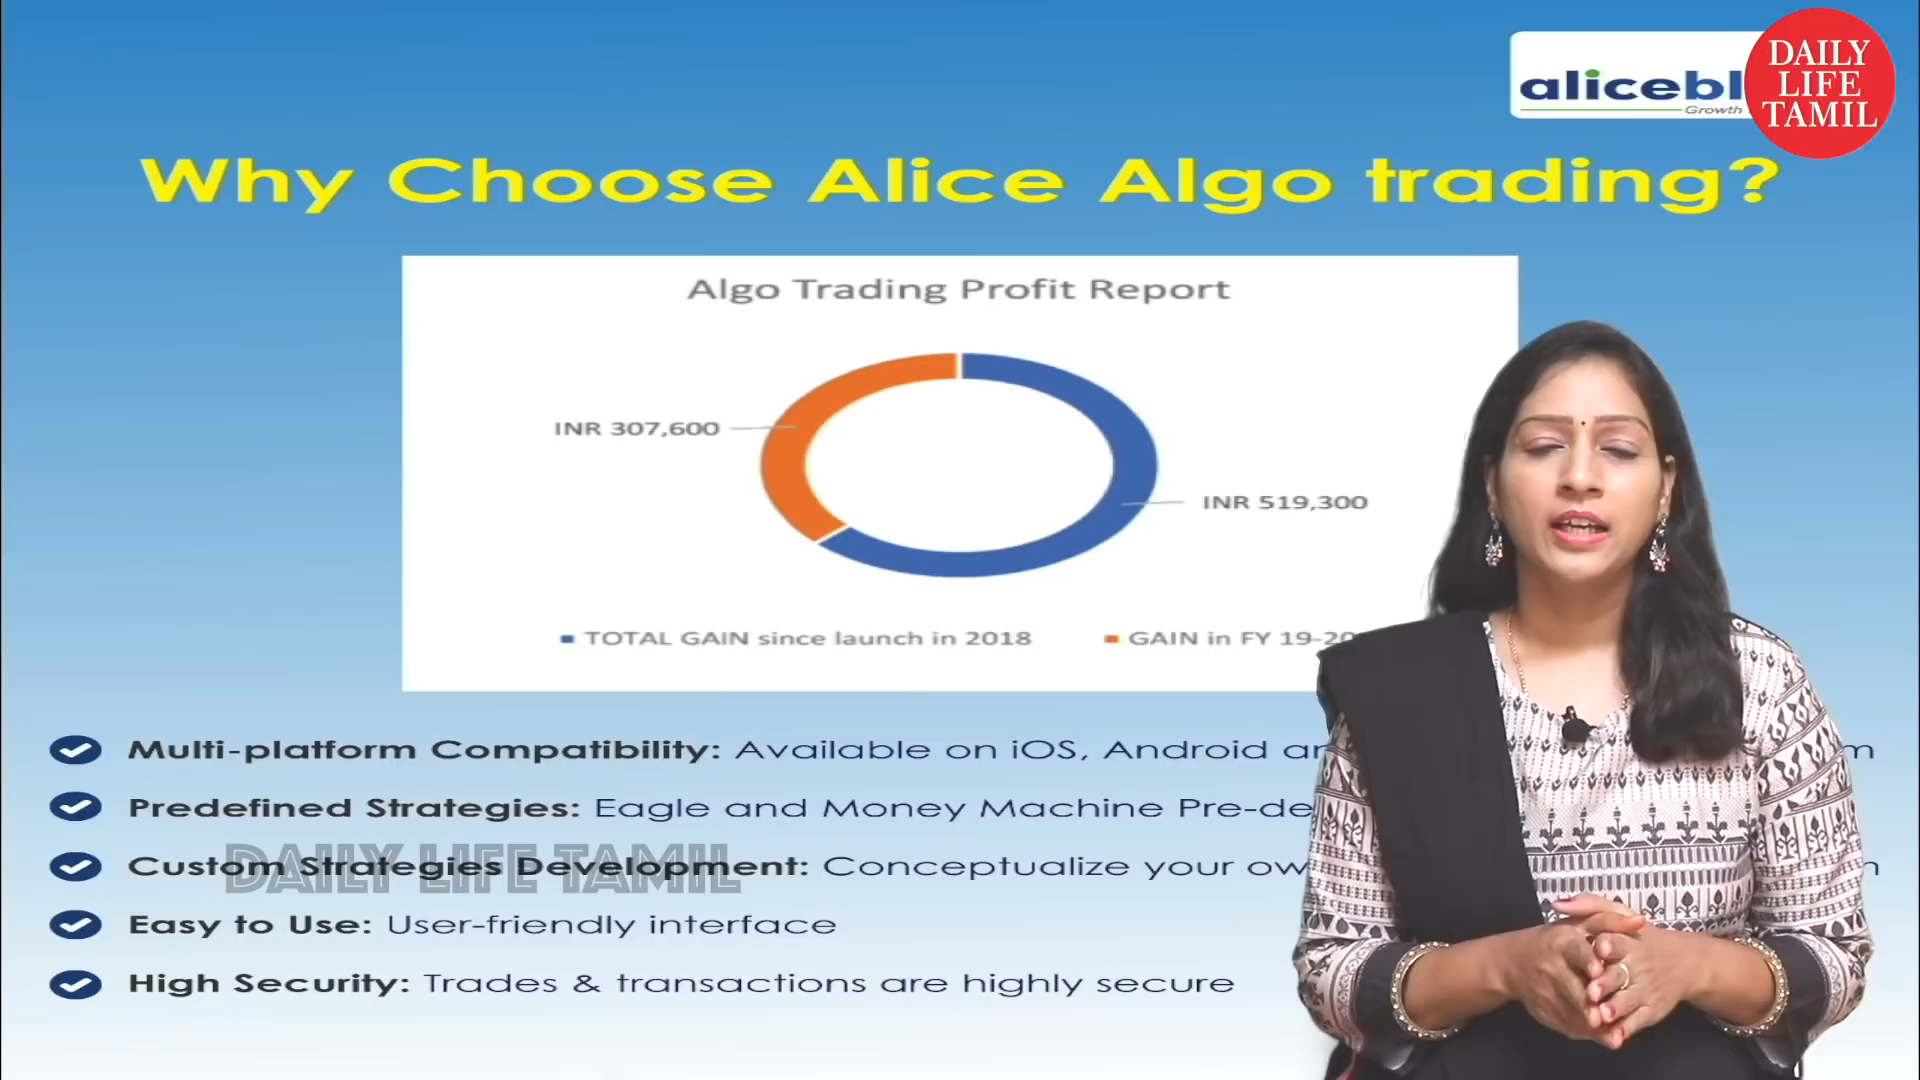 alicebl
Growth
DAILY
LIFE
TAMIL
Why Choose Alice Algo trading?
Algo Trading Profit Report
INR 307,600
INR 519,300
TOTAL GAIN since launch in 2018
GAIN in FY 19-20
Multi-platform Compatibility: Available on iOS, Android
Predefined Strategies: Eagle and Money Machine
Custom Strategies Development: Conceptualize your
DAILY LIFE TAMIL
Easy to Use: User-friendly interface
High Security: Trades & transactions are highly secure